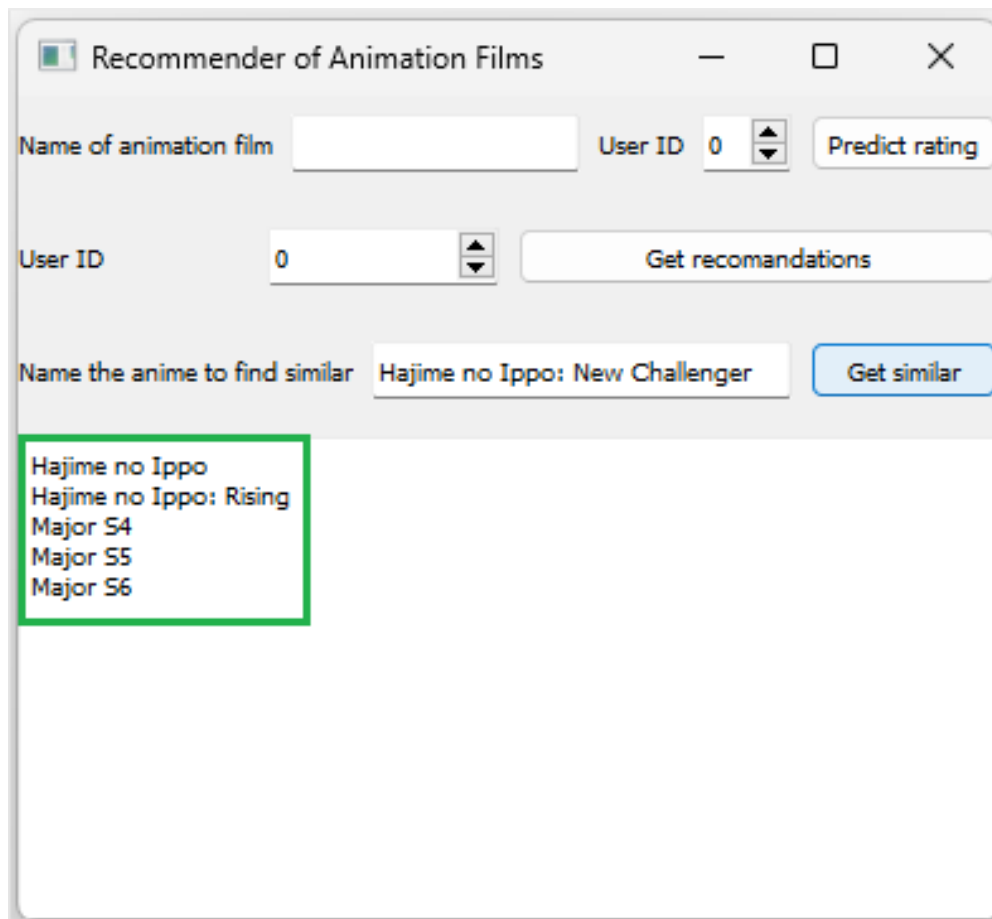 Recommender of Animation Films
Name of animation film User ID 0 Predict rating
User ID 0 Get recomandations
Name the anime to find similar Hajime no Ippo: New Challenger Get similar
Hajime no Ippo
Hajime no Ippo: Rising
Major S4
Major S5
Major S6